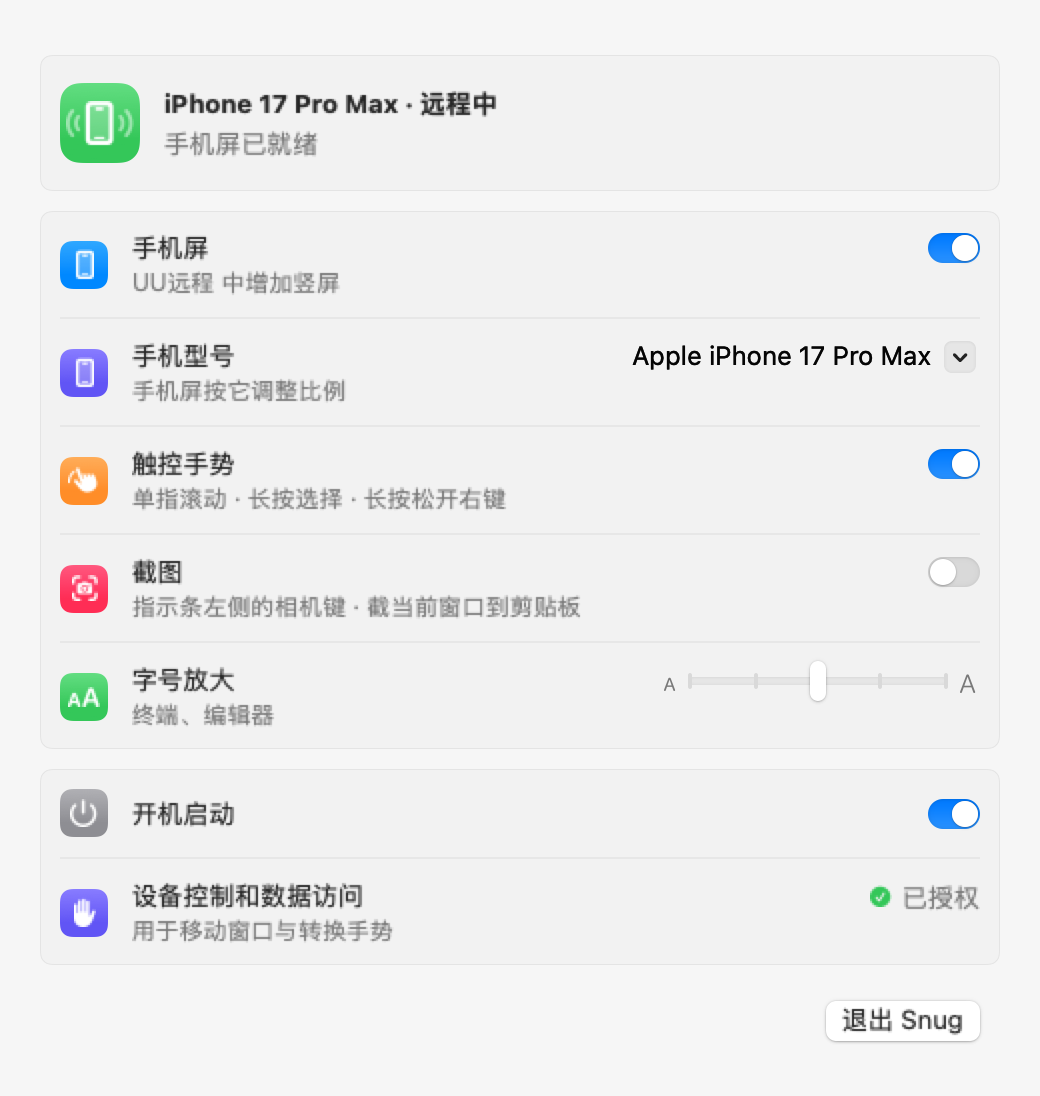 iPhone 17 Pro Max · 远程中
手机屏已就绪
手机屏
UU远程 中增加竖屏
手机型号
Apple iPhone 17 Pro Max
手机屏按它调整比例
触控手势
单指滚动 · 长按选择 · 长按松开右键
截图
指示条左侧的相机键 · 截当前窗口到剪贴板
字号放大
A A
终端、编辑器
AA
开机启动
设备控制和数据访问
已授权
用于移动窗口与转换手势
退出 Snug